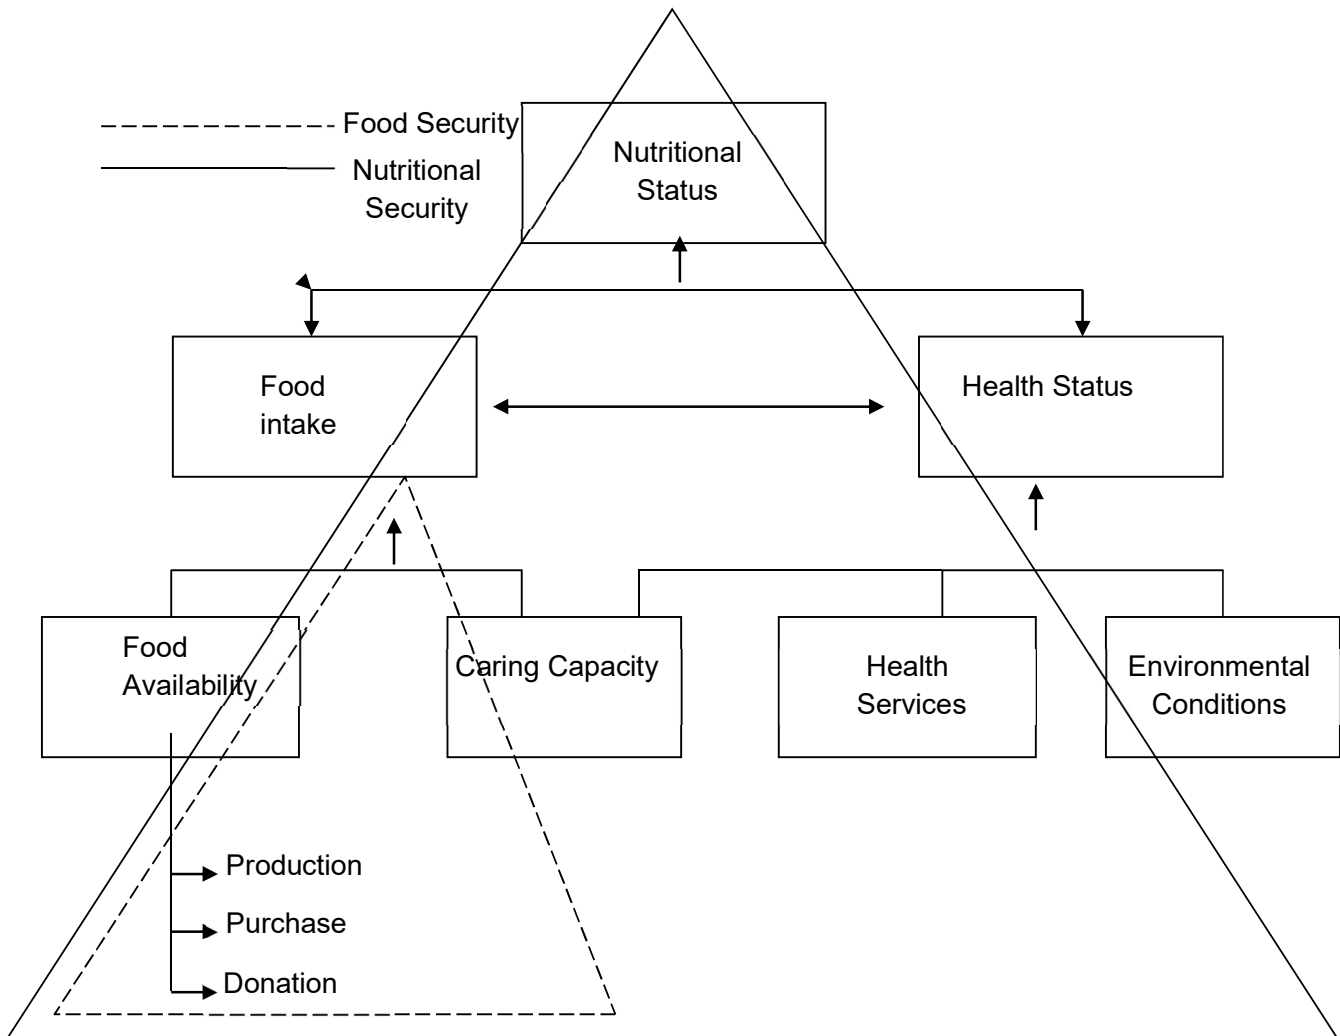 Food Security
Nutritional
Security
Nutritional
Status
Food
intake
Health Status
Food
Availability
Caring Capacity
Health
Services
Environmental
Conditions
Production
Purchase
Donation